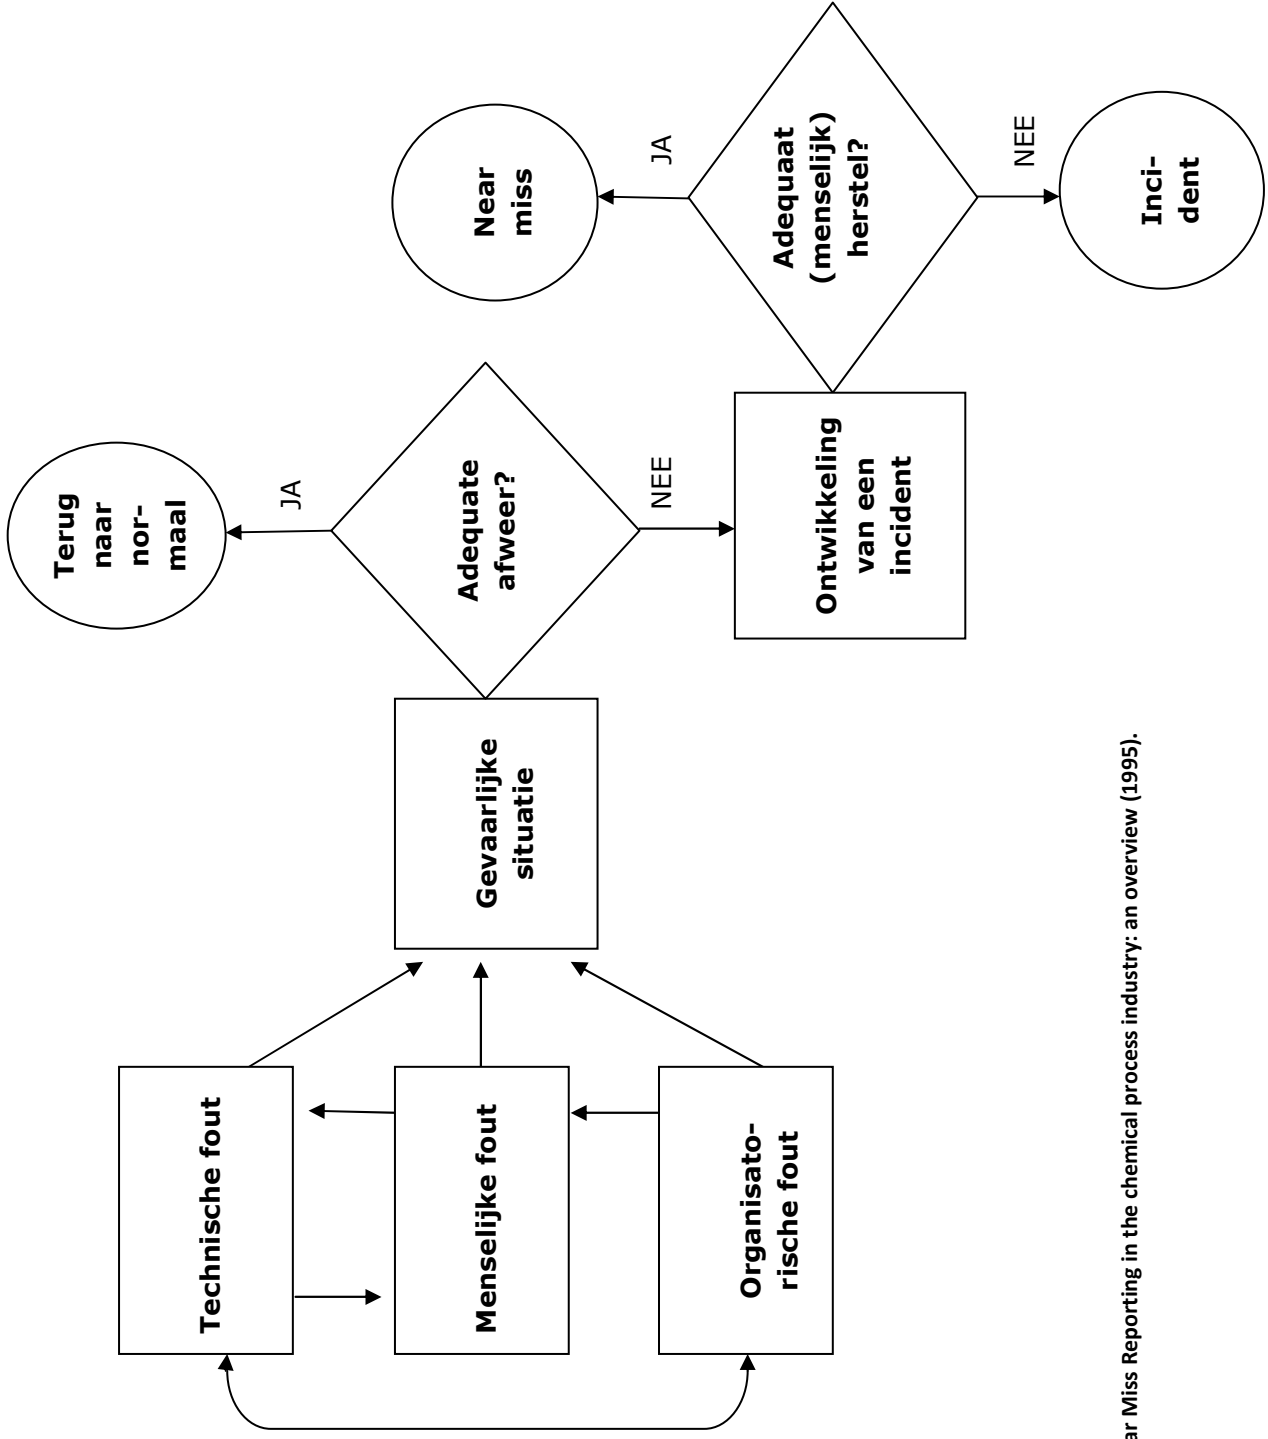 Technische fout
Menselijke fout
Organisato-
rische fout
Gevaarlijke
situatie
Adequate
afweer?
JA
Terug
naar
nor-
maal
NEE
Ontwikkeling
van een
incident
Adequaat
(menselijk)
herstel?
JA
Near
miss
NEE
Inci-
dent
Miss Reporting in the chemical process industry: an overview (1995).